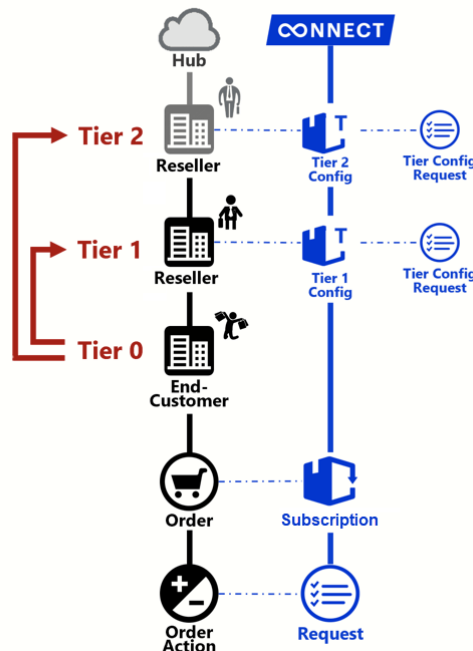 CONNECT
Hub
Tier 2
Reseller
T
Tier 2
Config
Tier Config
Request
Tier 1
Reseller
T
Tier 1
Config
Tier Config
Request
Tier 0
End-
Customer
Order
Subscription
Order
Action
Request